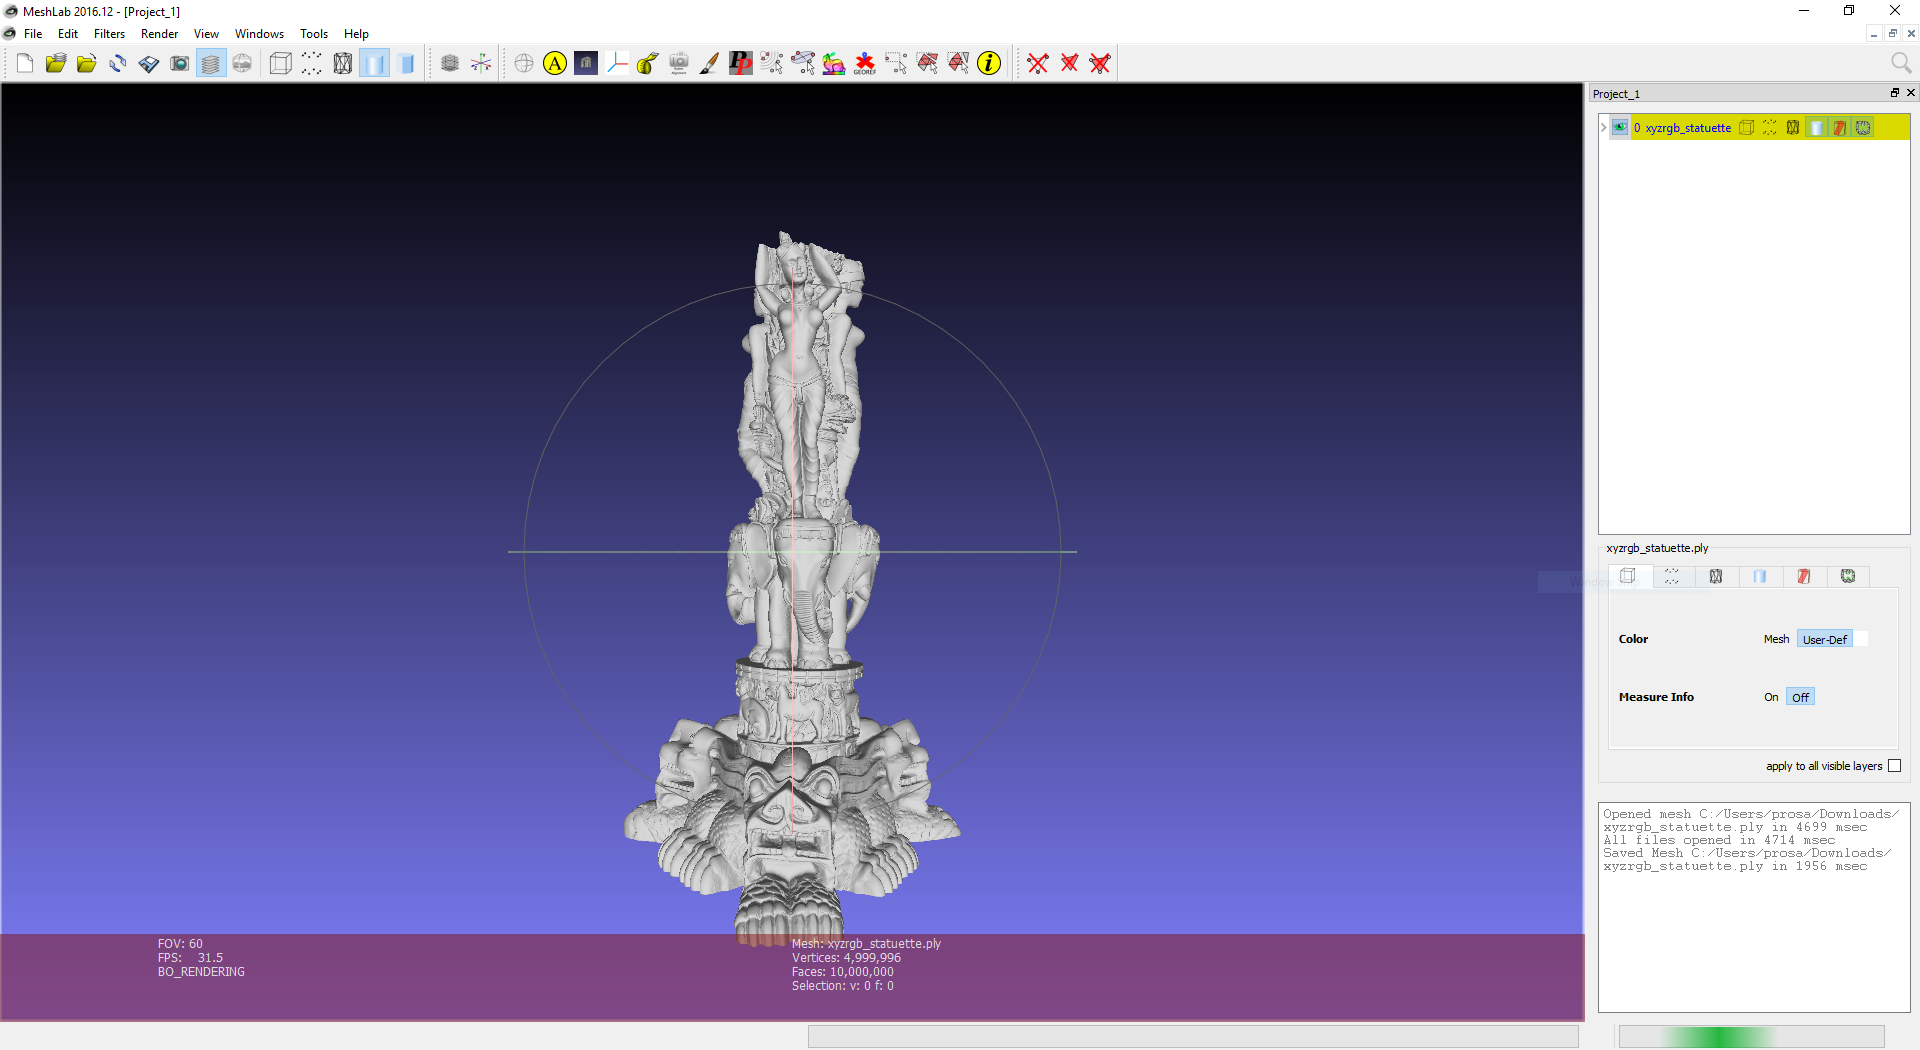 MeshLab 2016.12 - [Project_1]
File Edit Filters Render View Windows Tools Help
A
PP
GEOREF
i
Project_1
0 xyzrgb_statuette
xyzrgb_statuette.ply
Color Mesh User-Def
Measure Info On Off
apply to all visible layers
Opened mesh C:/Users/prosa/Downloads/
xyzrgb_statuette.ply in 4699 msec
All files opened in 4714 msec
Saved Mesh C:/Users/prosa/Downloads/
xyzrgb_statuette.ply in 1956 msec
FOV: 60
FPS: 31.5
BO_RENDERING
Mesh: xyzrgb_statuette.ply
Vertices: 4,999,996
Faces: 10,000,000
Selection: v: 0 f: 0